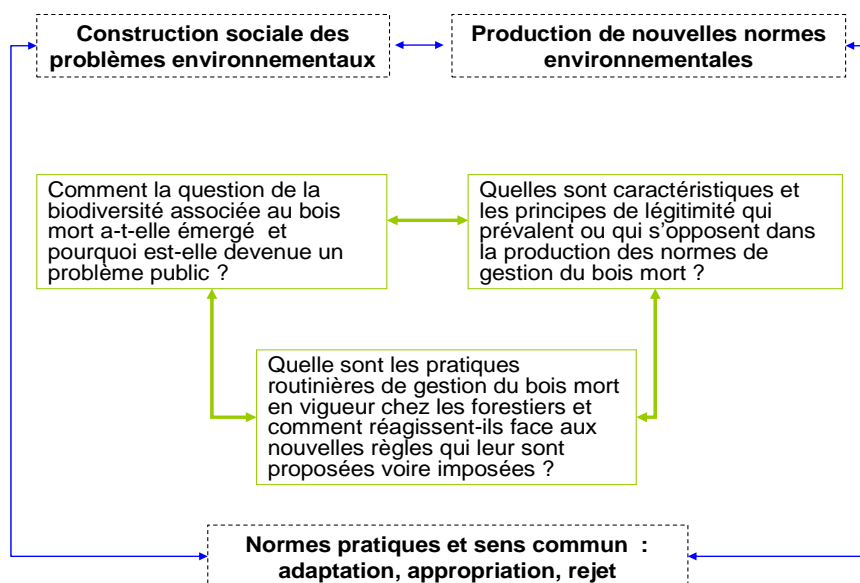 Construction sociale des
problèmes environnementaux
Production de nouvelles normes
environnementales
Comment la question de la
biodiversité associée au bois
mort a-t-elle émergé et
pourquoi est-elle devenue un
problème public ?
Quelles sont caractéristiques et
les principes de légitimité qui
prévalent ou qui s'opposent dans
la production des normes de
gestion du bois mort ?
Quelle sont les pratiques
routinières de gestion du bois mort
en vigueur chez les forestiers et
comment réagissent-ils face aux
nouvelles règles qui leur sont
proposées voire imposées ?
Normes pratiques et sens commun :
adaptation, appropriation, rejet